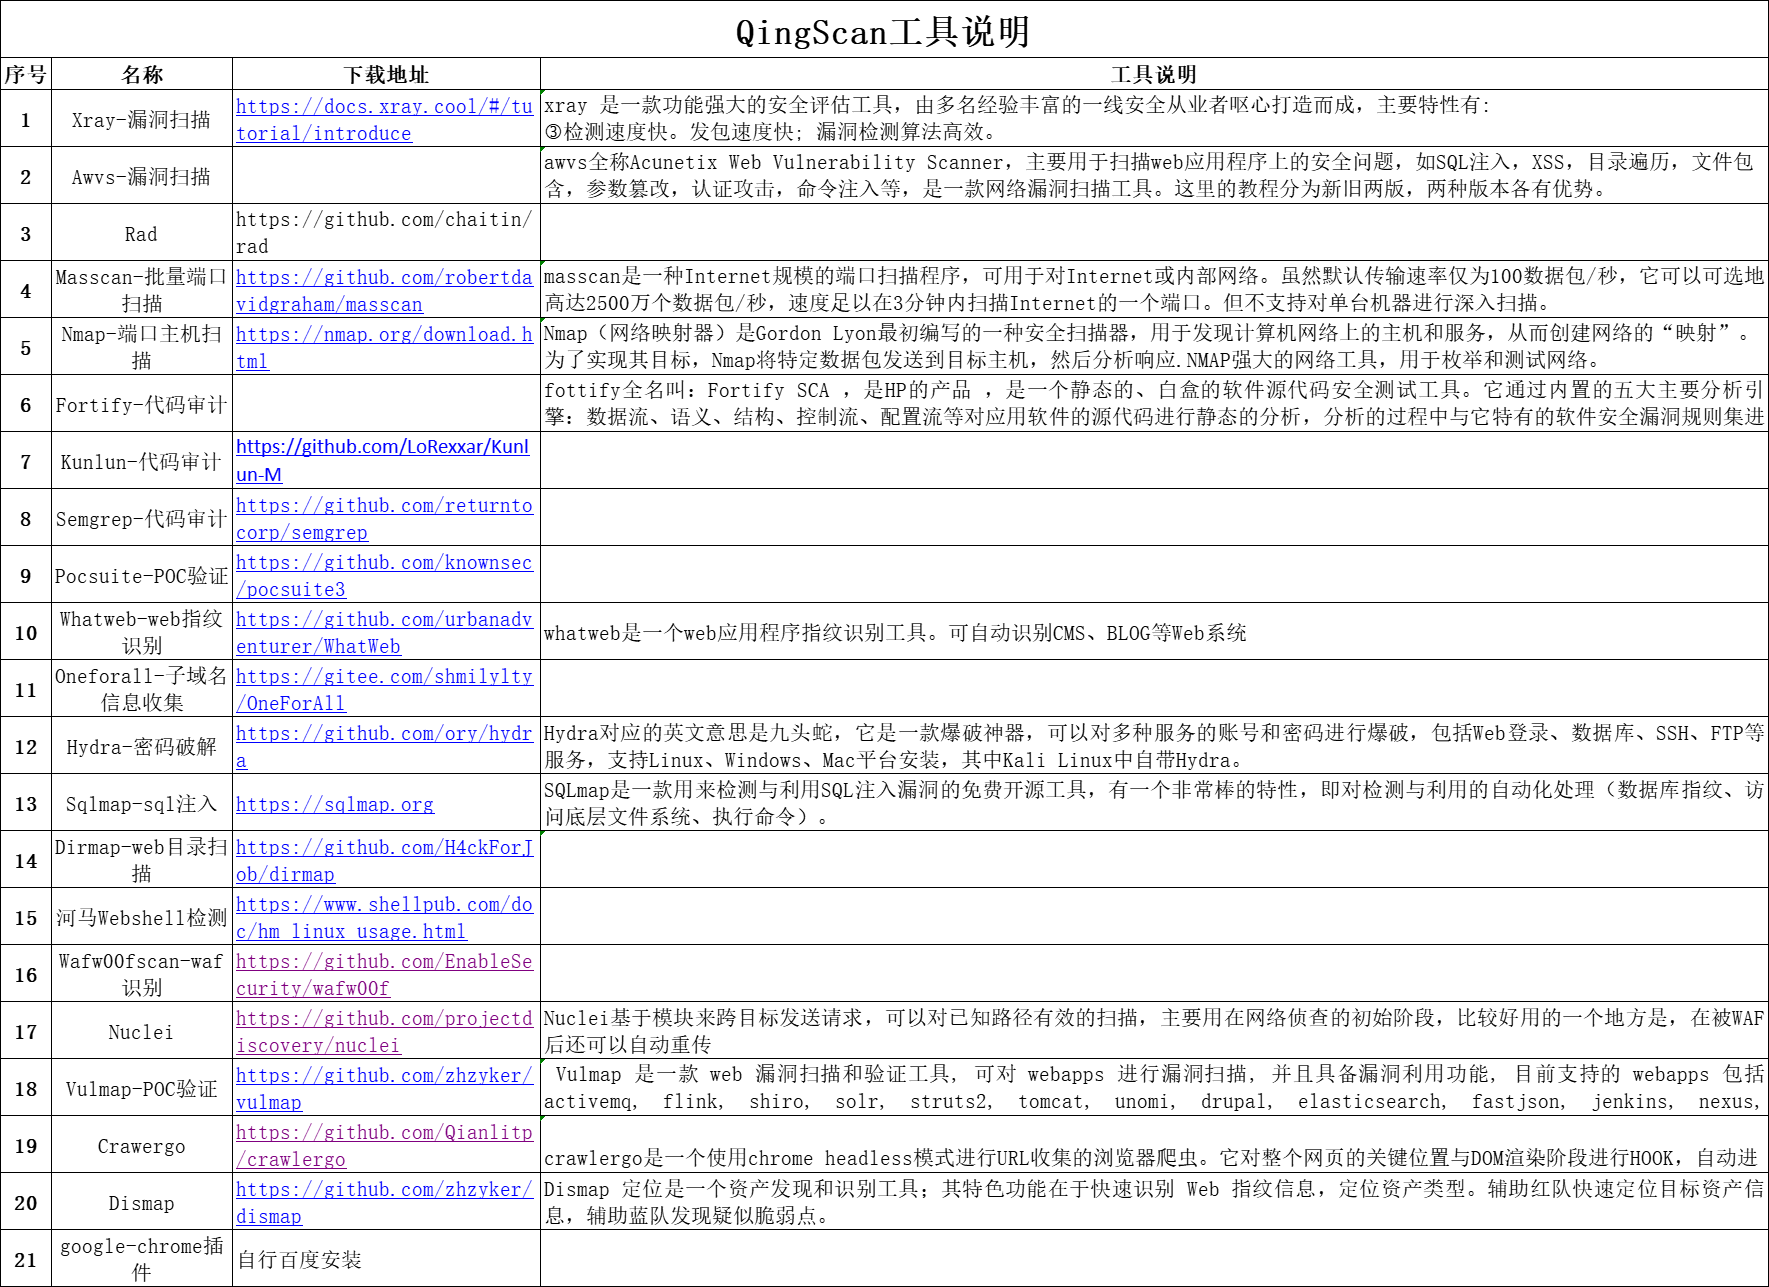 QingScan工具说明
序号 名称 下载地址 工具说明
1 Xray-漏洞扫描 https://docs.xray.cool/#/tu
torial/introduce
xray 是一款功能强大的安全评估工具，由多名经验丰富的一线安全从业者呕心打造而成，主要特性有:
③检测速度快。发包速度快; 漏洞检测算法高效。
2 Awvs-漏洞扫描
awvs全称Acunetix Web Vulnerability Scanner，主要用于扫描web应用程序上的安全问题，如SQL注入，XSS，目录遍历，文件包
含，参数篡改，认证攻击，命令注入等，是一款网络漏洞扫描工具。这里的教程分为新旧两版，两种版本各有优势。
3 Rad https://github.com/chaitin/
rad
4 Masscan-批量端口
扫描
https://github.com/robertda
vidgraham/masscan
masscan是一种Internet规模的端口扫描程序，可用于对Internet或内部网络。虽然默认传输速率仅为100数据包/秒，它可以可选地
高达2500万个数据包/秒，速度足以在3分钟内扫描Internet的一个端口。但不支持对单台机器进行深入扫描。
5 Nmap-端口主机扫
描
https://nmap.org/download.h
tml
Nmap（网络映射器）是Gordon Lyon最初编写的一种安全扫描器，用于发现计算机网络上的主机和服务，从而创建网络的“映射”。
为了实现其目标，Nmap将特定数据包发送到目标主机，然后分析响应.NMAP强大的网络工具，用于枚举和测试网络。
6 Fortify-代码审计
fottify全名叫：Fortify SCA ，是HP的产品 ，是一个静态的、白盒的软件源代码安全测试工具。它通过内置的五大主要分析引
擎：数据流、语义、结构、控制流、配置流等对应用软件的源代码进行静态的分析，分析的过程中与它特有的软件安全漏洞规则集进
7 Kunlun-代码审计 https://github.com/LoRexxar/Kunl
un-M
8 Semgrep-代码审计 https://github.com/returnto
corp/semgrep
9 Pocsuite-POC验证 https://github.com/knownsec
/pocsuite3
10 Whatweb-web指纹
识别
https://github.com/urbanadv
enturer/WhatWeb
whatweb是一个web应用程序指纹识别工具。可自动识别CMS、BLOG等Web系统
11 Oneforall-子域名
信息收集
https://gitee.com/shmilylty
/OneForAll
12 Hydra-密码破解 https://github.com/ory/hydr
a
Hydra对应的英文意思是九头蛇，它是一款爆破神器，可以对多种服务的账号和密码进行爆破，包括Web登录、数据库、SSH、FTP等
服务，支持Linux、Windows、Mac平台安装，其中Kali Linux中自带Hydra。
13 Sqlmap-sql注入 https://sqlmap.org
SQLmap是一款用来检测与利用SQL注入漏洞的免费开源工具，有一个非常棒的特性，即对检测与利用的自动化处理（数据库指纹、访
问底层文件系统、执行命令）。
14 Dirmap-web目录扫
描
https://github.com/H4ckForJ
ob/dirmap
15 河马Webshell检测 https://www.shellpub.com/do
c/hm_linux_usage.html
16 Wafw00fscan-waf
识别
https://github.com/EnableSe
curity/wafw00f
17 Nuclei https://github.com/projectd
iscovery/nuclei
Nuclei基于模块来跨目标发送请求，可以对已知路径有效的扫描，主要用在网络侦查的初始阶段，比较好用的一个地方是，在被WAF
后还可以自动重传
18 Vulmap-POC验证 https://github.com/zhzyker/
vulmap
Vulmap 是一款 web 漏洞扫描和验证工具, 可对 webapps 进行漏洞扫描, 并且具备漏洞利用功能, 目前支持的 webapps 包括
activemq, flink, shiro, solr, struts2, tomcat, unomi, drupal, elasticsearch, fastjson, jenkins, nexus,
19 Crawergo https://github.com/Qianlitp
/crawlergo
crawlergo是一个使用chrome headless模式进行URL收集的浏览器爬虫。它对整个网页的关键位置与DOM渲染阶段进行HOOK，自动进
20 Dismap https://github.com/zhzyker/
dismap
Dismap 定位是一个资产发现和识别工具；其特色功能在于快速识别 Web 指纹信息，定位资产类型。辅助红队快速定位目标资产信
息，辅助蓝队发现疑似脆弱点。
21 google-chrome插
件
自行百度安装